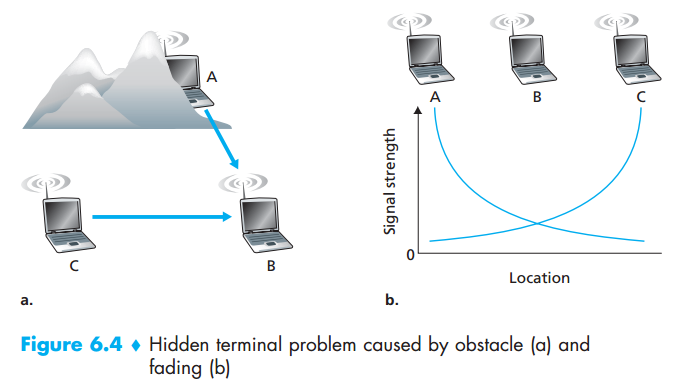 A
C
B
a.
A
B
C
Signal strength
0
Location
b.
Figure 6.4 ♦ Hidden terminal problem caused by obstacle (a) and
fading (b)